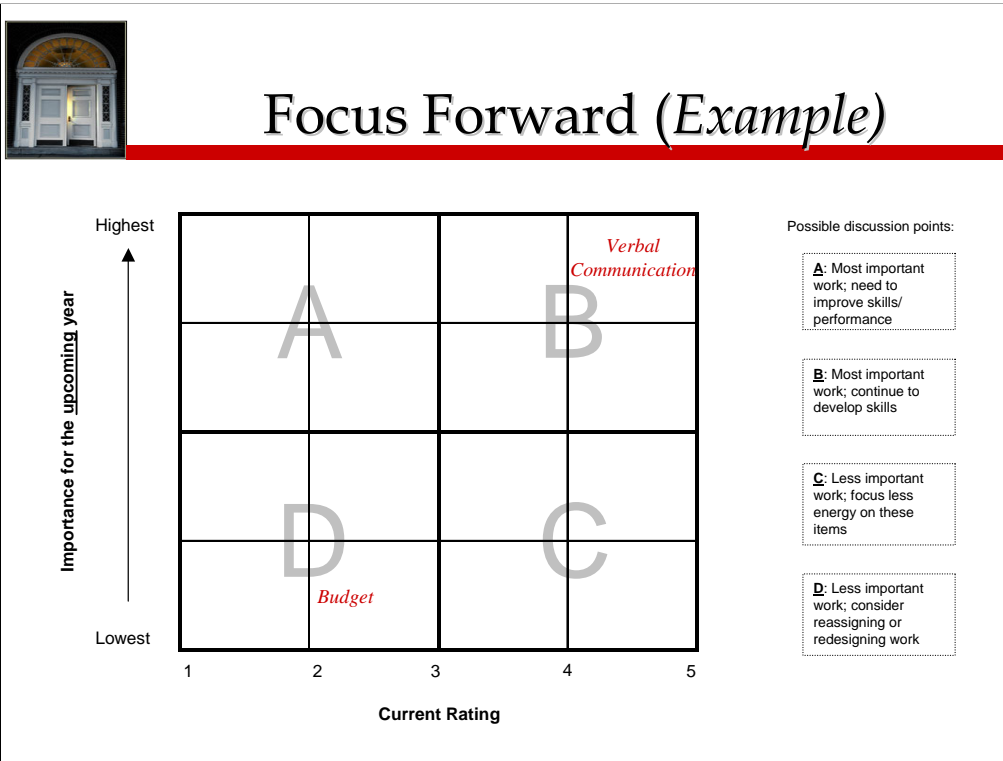 Focus Forward (Example)
Highest
Importance for the upcoming year
Lowest
A
B
D
C
Verbal
Communication
Budget
1 2 3 4 5
Current Rating
Possible discussion points:
A: Most important
work; need to
improve skills/
performance
B: Most important
work; continue to
develop skills
C: Less important
work; focus less
energy on these
items
D: Less important
work; consider
reassigning or
redesigning work